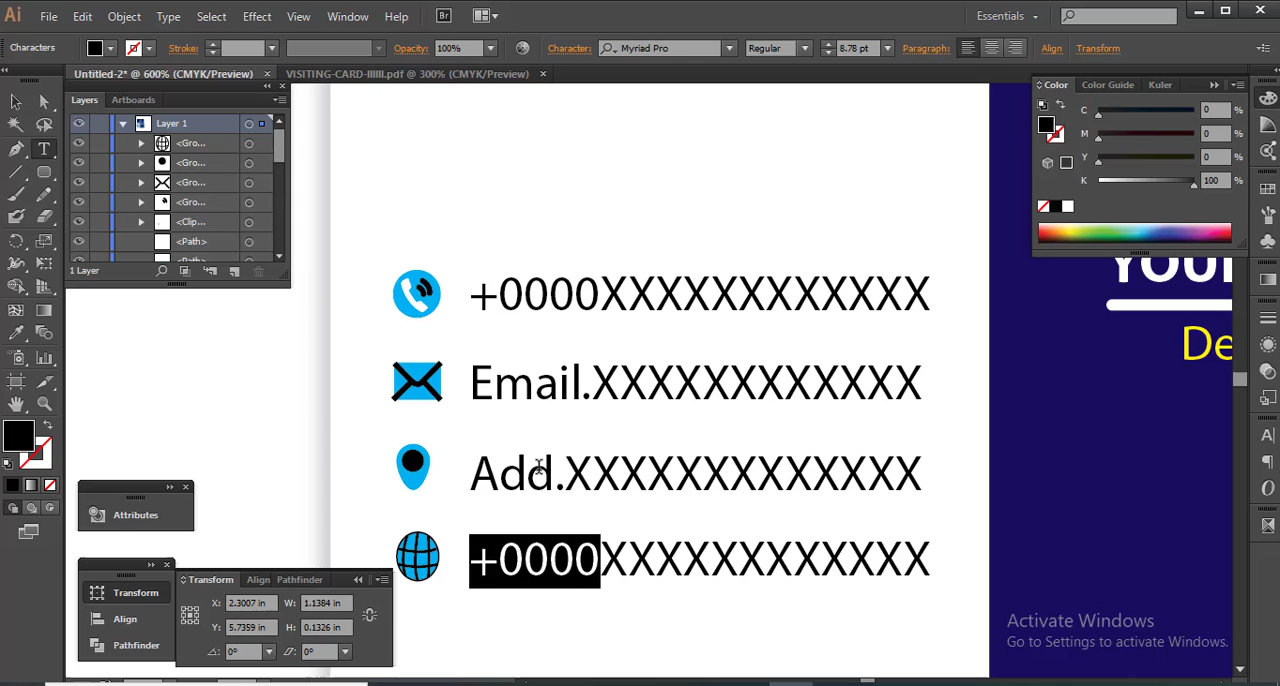 Ai File Edit Object Type Select Effect View Window Help Br Essentials
Characters Stroke: Opacity: 100% Character: Myriad Pro Regular 8.78 pt Paragraph: Align Transform
Untitled-2* @ 600% (CMYK/Preview) × VISITING-CARD-IIIIII.pdf @ 300% (CMYK/Preview) ×
Layers Artboards
Layer 1
<Gro...
<Gro...
<Gro...
<Gro...
<Clip...
<Path>
1 Layer
Color Color Guide Kuler
C 0 %
M 0 %
Y 0 %
K 100 %
+0000XXXXXXXXXXXX
Email.XXXXXXXXXXXX
Add.XXXXXXXXXXXXX
+0000XXXXXXXXXXXX
YOU
De
Attributes
Transform
Align
Pathfinder
Transform Align Pathfinder
X: 2.3007 in W: 1.1384 in
Y: 5.7359 in H: 0.1326 in
0° 0°
Activate Windows
Go to Settings to activate Windows.